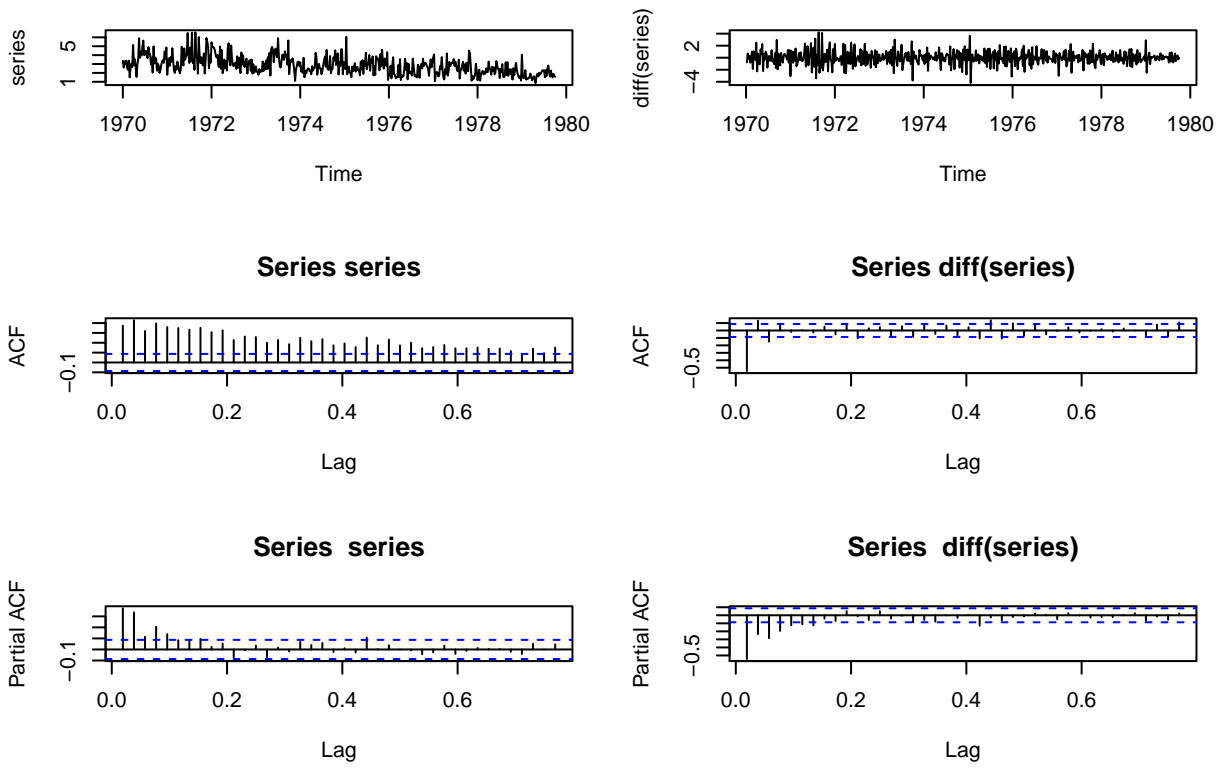 series
5
1
1970 1972 1974 1976 1978 1980
Time
diff(series)
2
−4
1970 1972 1974 1976 1978 1980
Time
Series series
ACF
−0.1
0.0 0.2 0.4 0.6
Lag
Series diff(series)
ACF
−0.5
0.0 0.2 0.4 0.6
Lag
Series series
Partial ACF
−0.1
0.0 0.2 0.4 0.6
Lag
Series diff(series)
Partial ACF
−0.5
0.0 0.2 0.4 0.6
Lag